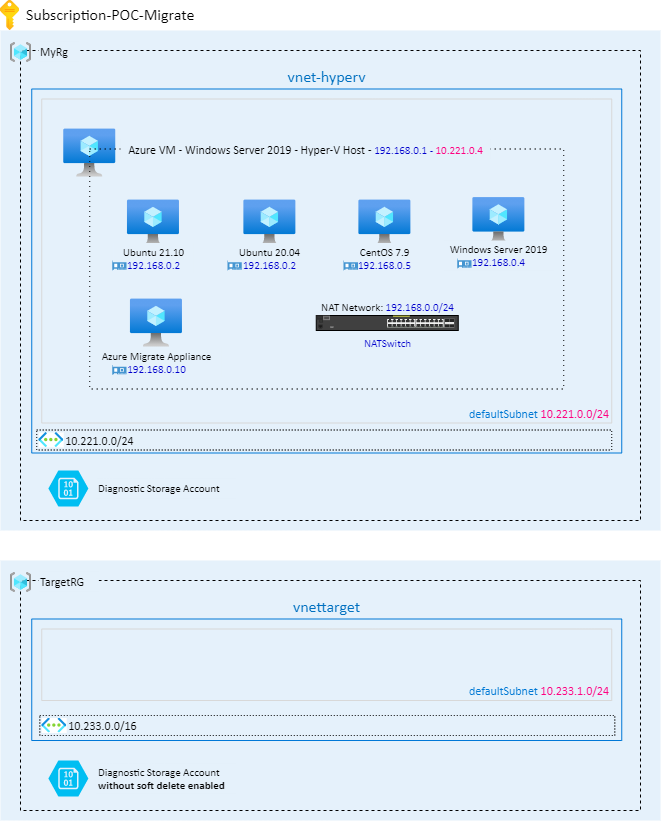 Subscription-POC-Migrate
MyRg
vnet-hyperv
Azure VM - Windows Server 2019 - Hyper-V Host - 192.168.0.1 - 10.221.0.4
Ubuntu 21.10
192.168.0.2
Ubuntu 20.04
192.168.0.2
CentOS 7.9
192.168.0.5
Windows Server 2019
192.168.0.4
Azure Migrate Appliance
192.168.0.10
NAT Network: 192.168.0.0/24
NATSwitch
defaultSubnet 10.221.0.0/24
10.221.0.0/24
10
01
Diagnostic Storage Account
TargetRG
vnettarget
defaultSubnet 10.233.1.0/24
10.233.0.0/16
10
01
Diagnostic Storage Account
without soft delete enabled